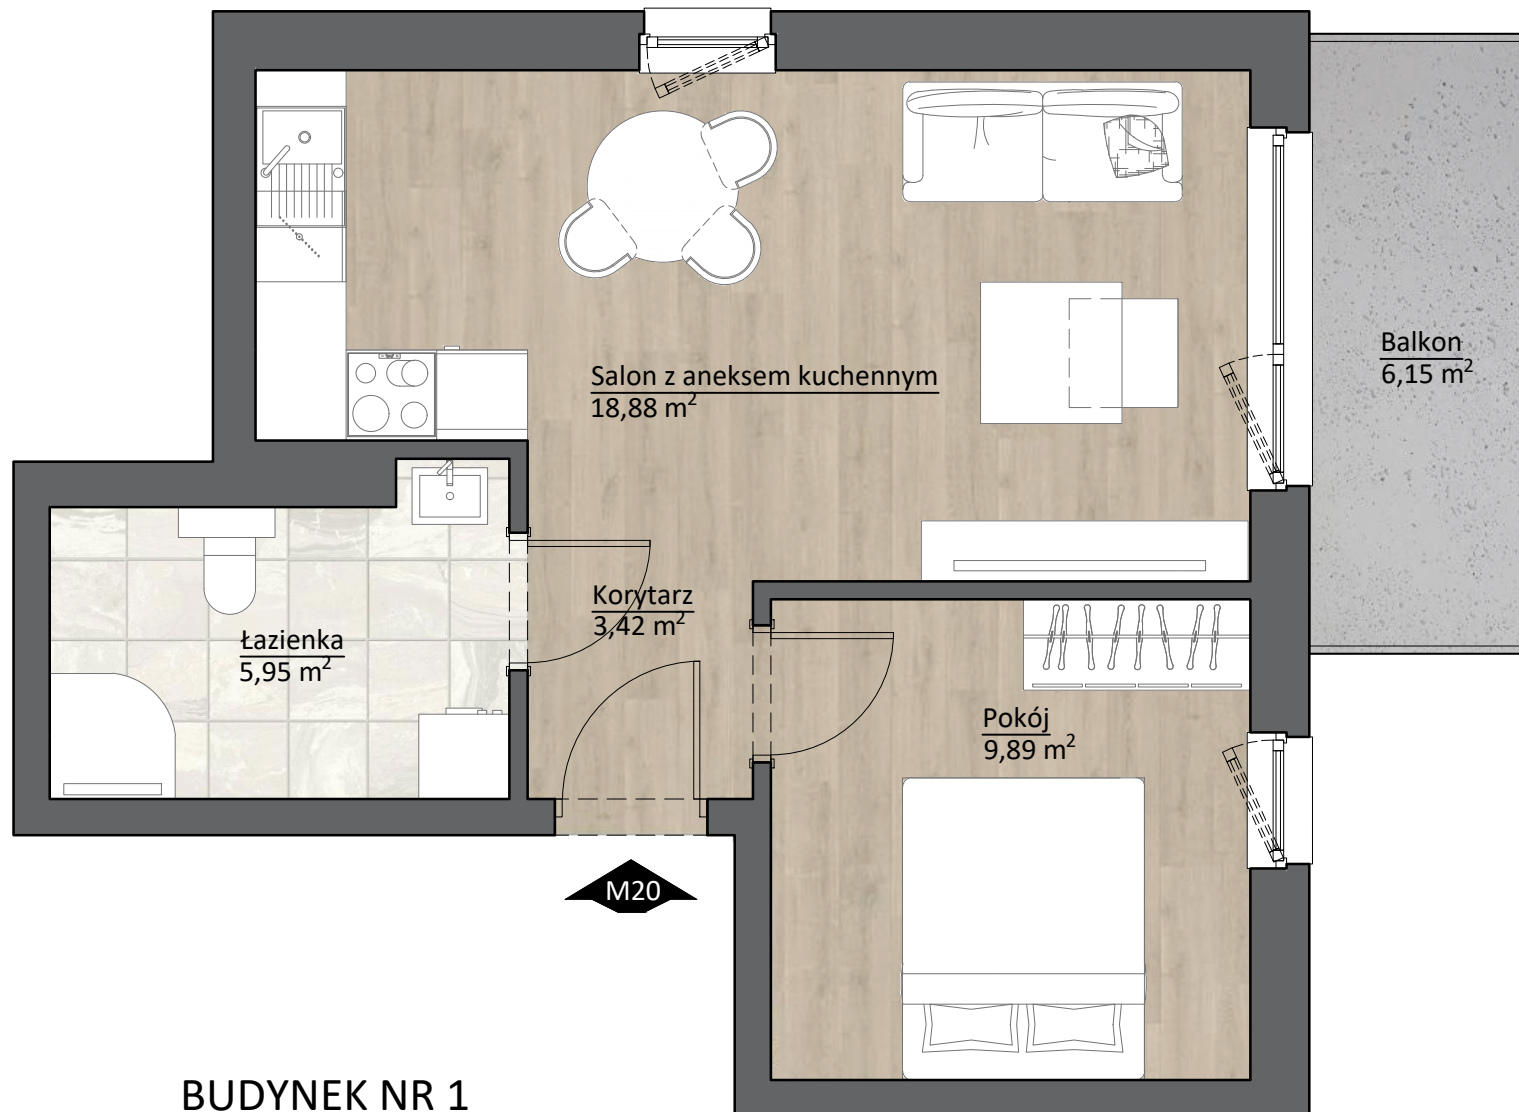 Salon z aneksem kuchennym
18,88 m²
Balkon
6,15 m²
Korytarz
3,42 m²
Łazienka
5,95 m²
Pokój
9,89 m²
M20
BUDYNEK NR 1